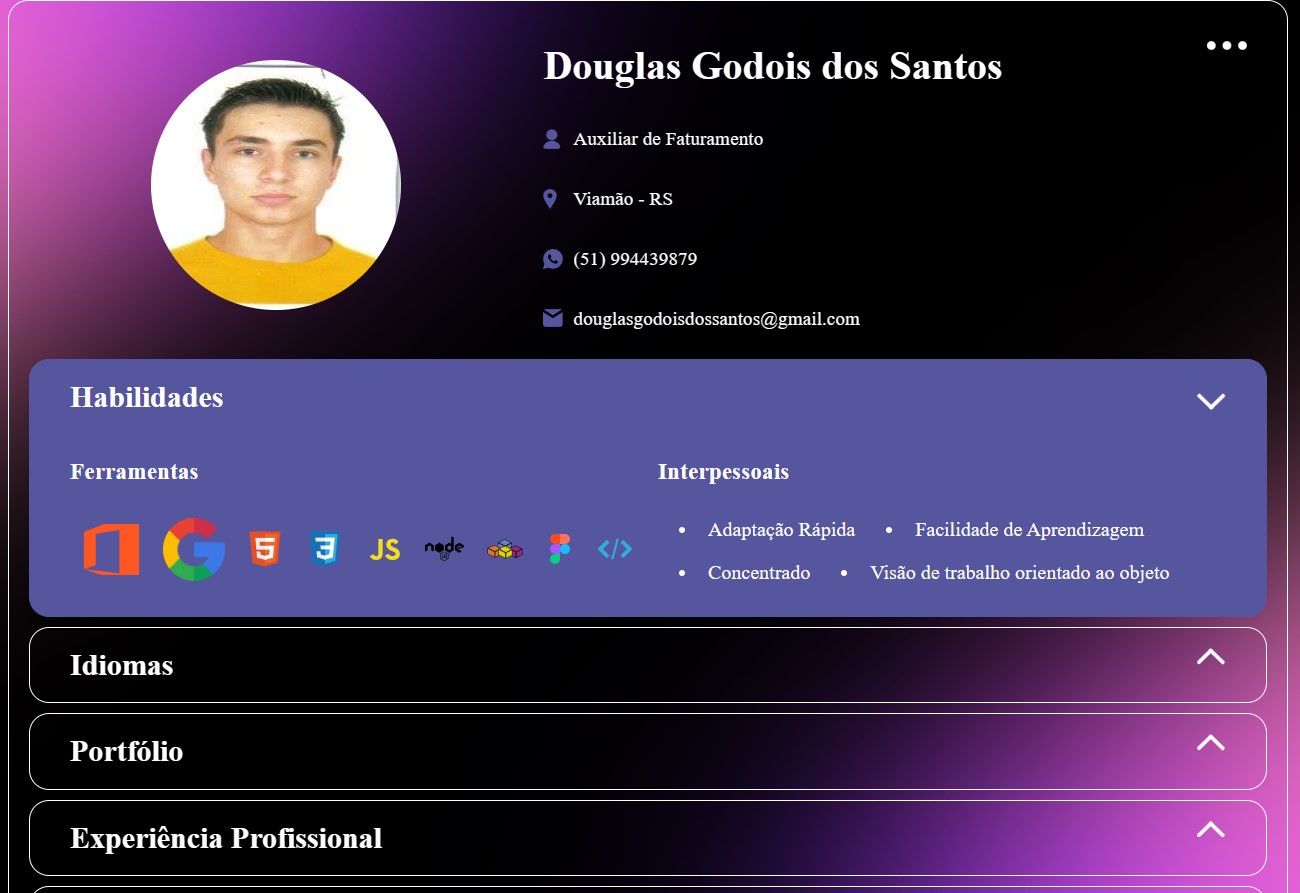 Douglas Godois dos Santos
Auxiliar de Faturamento
Viamão - RS
(51) 994439879
douglasgodoisdossantos@gmail.com
Habilidades
Ferramentas
5 3 JS node JS </>
Interpessoais
• Adaptação Rápida • Facilidade de Aprendizagem
• Concentrado • Visão de trabalho orientado ao objeto
Idiomas
Portfólio
Experiência Profissional